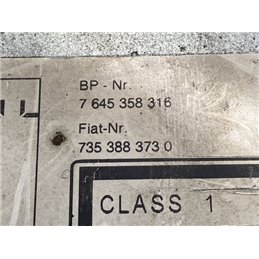 BP - Nr.
7 645 358 316
Fiat-Nr.
735 388 373 0
CLASS 1